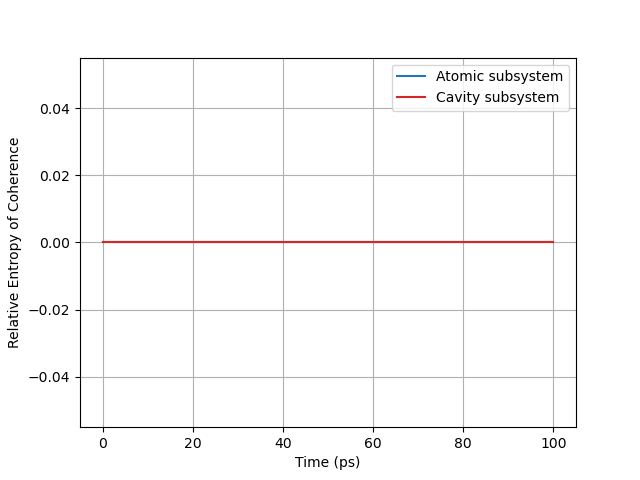 Atomic subsystem
Cavity subsystem
Relative Entropy of Coherence
0.04
0.02
0.00
−0.02
−0.04
0
20
40
60
80
100
Time (ps)